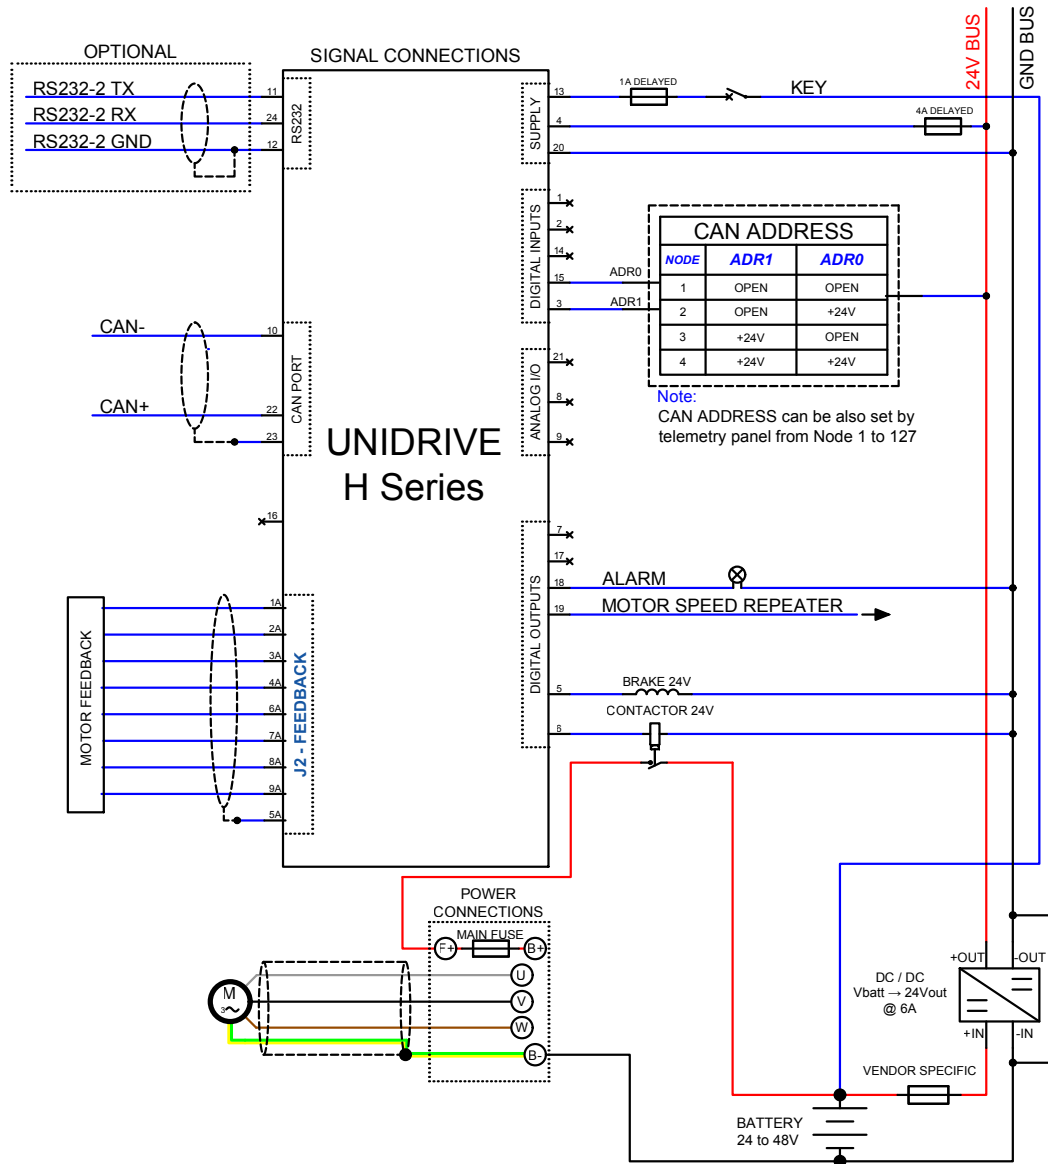 OPTIONAL
SIGNAL CONNECTIONS
24V BUS
GND BUS
RS232-2 TX
RS232-2 RX
RS232-2 GND
11
24
12
RS232
13
4
20
SUPPLY
1A DELAYED
KEY
4A DELAYED
1
2
14
15
3
DIGITAL INPUTS
ADR0
ADR1
CAN ADDRESS
NODE ADR1 ADR0
1 OPEN OPEN
2 OPEN +24V
3 +24V OPEN
4 +24V +24V
Note:
CAN ADDRESS can be also set by
telemetry panel from Node 1 to 127
CAN-
CAN+
10
22
23
CAN PORT
21
8
9
ANALOG I/O
UNIDRIVE
H Series
16
7
17
18
19
5
6
DIGITAL OUTPUTS
ALARM
MOTOR SPEED REPEATER
BRAKE 24V
CONTACTOR 24V
MOTOR FEEDBACK
1A
2A
3A
4A
6A
7A
8A
9A
5A
J2 - FEEDBACK
POWER
CONNECTIONS
MAIN FUSE
F+
B+
U
V
W
B-
M
3
+OUT
-OUT
DC / DC
Vbatt → 24Vout
@ 6A
+IN
-IN
VENDOR SPECIFIC
BATTERY
24 to 48V